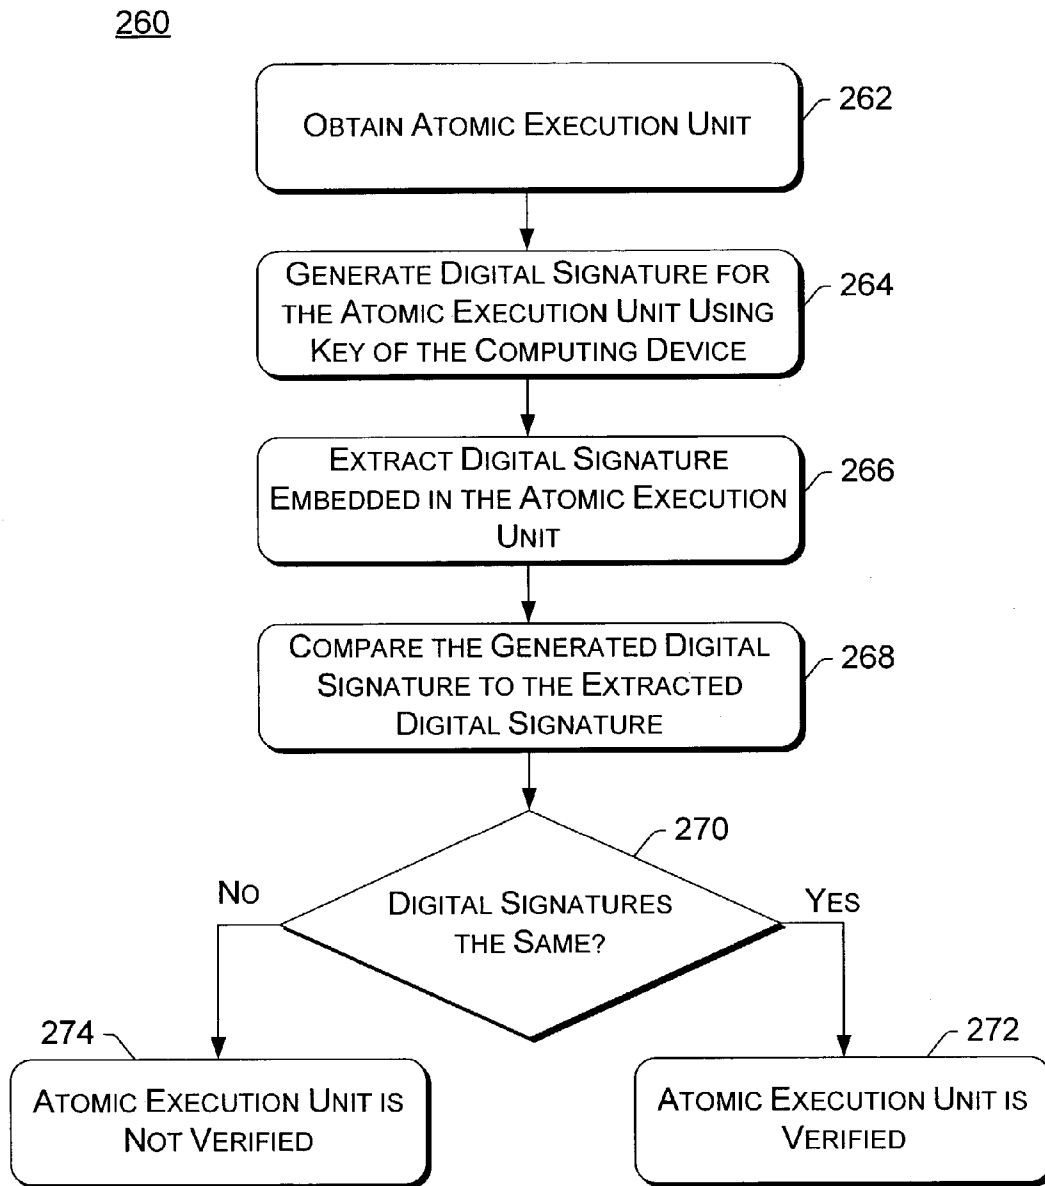 260
OBTAIN ATOMIC EXECUTION UNIT
262
GENERATE DIGITAL SIGNATURE FOR
THE ATOMIC EXECUTION UNIT USING
KEY OF THE COMPUTING DEVICE
264
EXTRACT DIGITAL SIGNATURE
EMBEDDED IN THE ATOMIC EXECUTION
UNIT
266
COMPARE THE GENERATED DIGITAL
SIGNATURE TO THE EXTRACTED
DIGITAL SIGNATURE
268
270
DIGITAL SIGNATURES
THE SAME?
NO
YES
274
ATOMIC EXECUTION UNIT IS
NOT VERIFIED
272
ATOMIC EXECUTION UNIT IS
VERIFIED